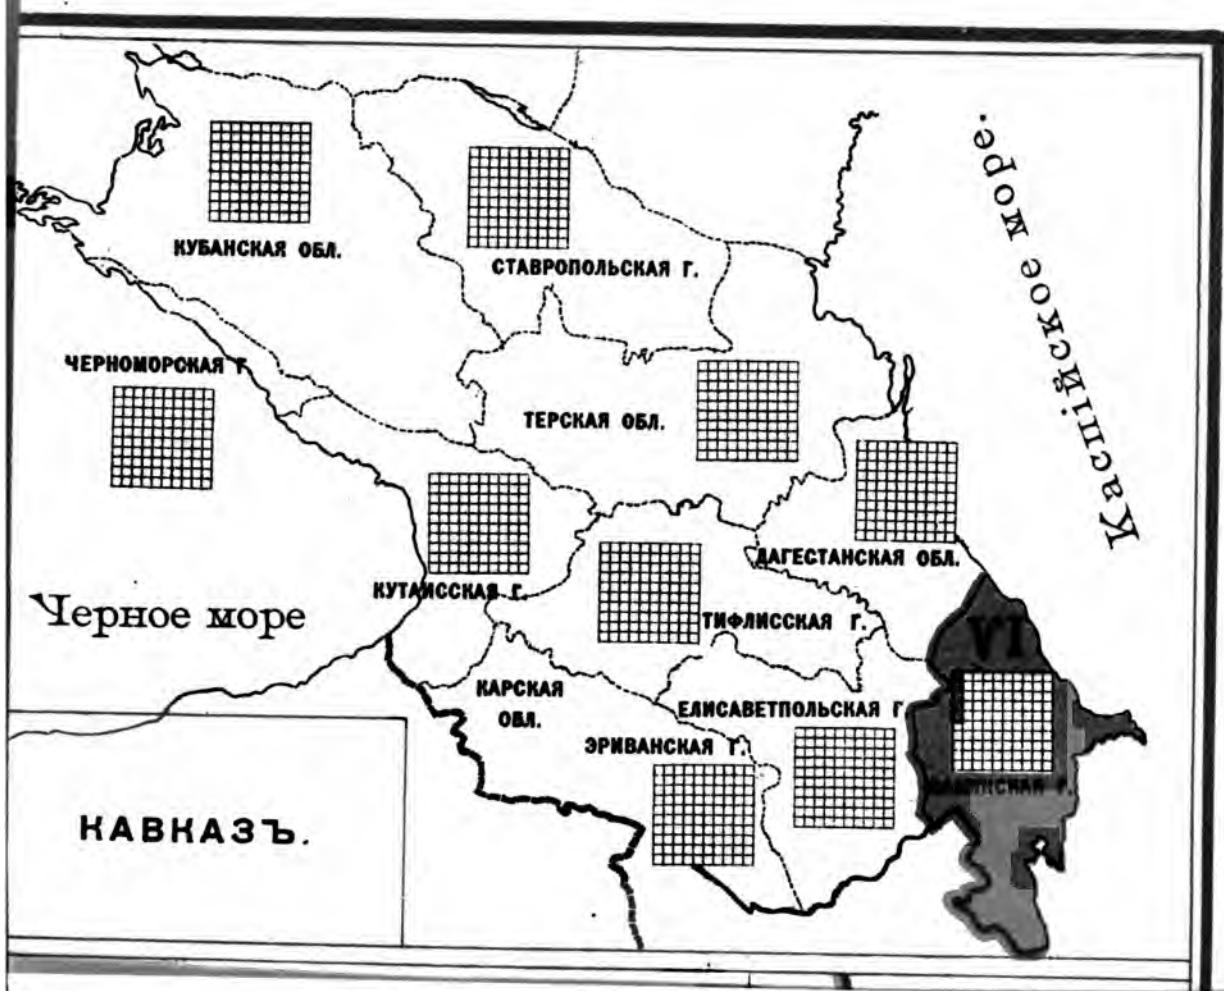 Каспійское море.
КУБАНСКАЯ ОБЛ.
СТАВРОПОЛЬСКАЯ Г.
ЧЕРНОМОРСКАЯ Г
ТЕРСКАЯ ОБЛ.
ДАГЕСТАНСКАЯ ОБЛ.
КУТАИССКАЯ Г.
Черное море
ТИФЛИССКАЯ Г.
VI
КАРСКАЯ
ОБЛ.
ЕЛИСАВЕТПОЛЬСКАЯ Г
ЭРИВАНСКАЯ Г.
КАВКАЗЪ.